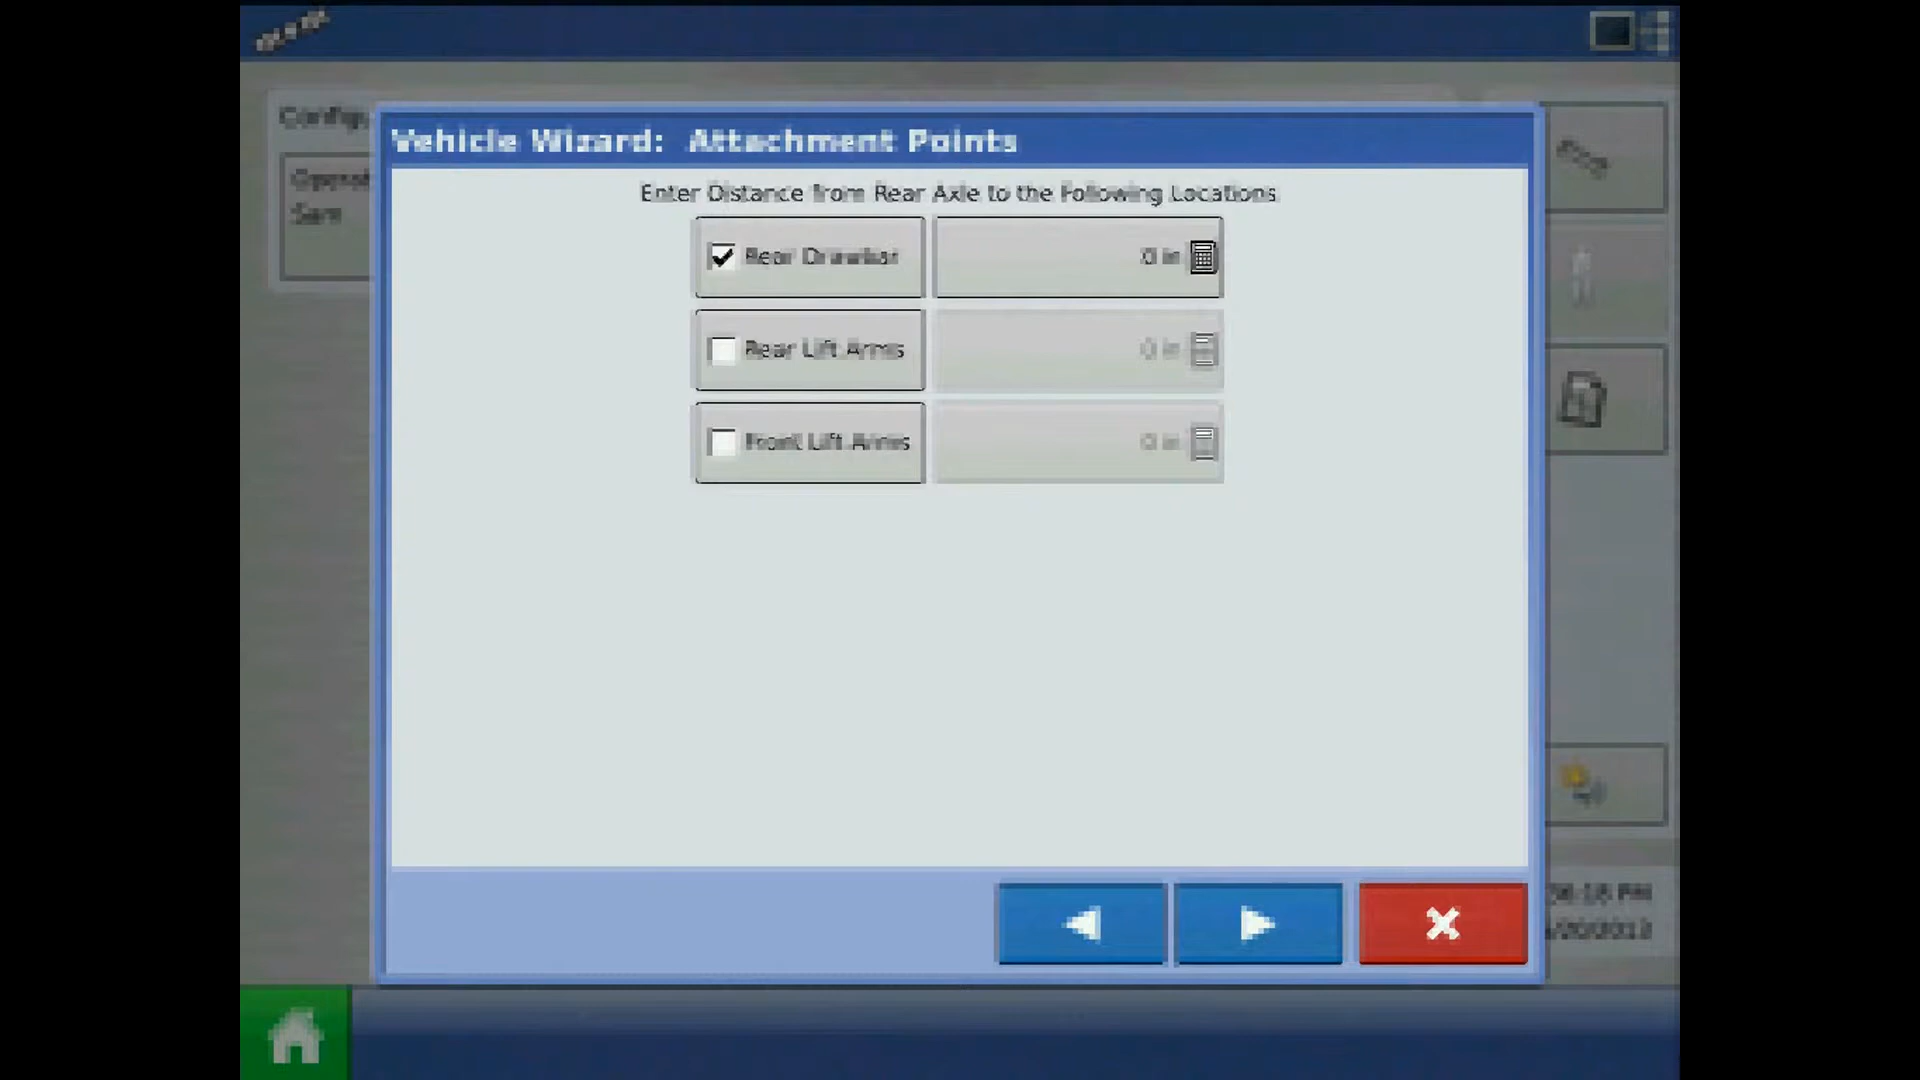 Vehicle Wizard: Attachment Points
Enter Distance from Rear Axle to the Following Locations
Rear Drawbar 0 in
Rear Lift Arms 0 in
Front Lift Arms 0 in